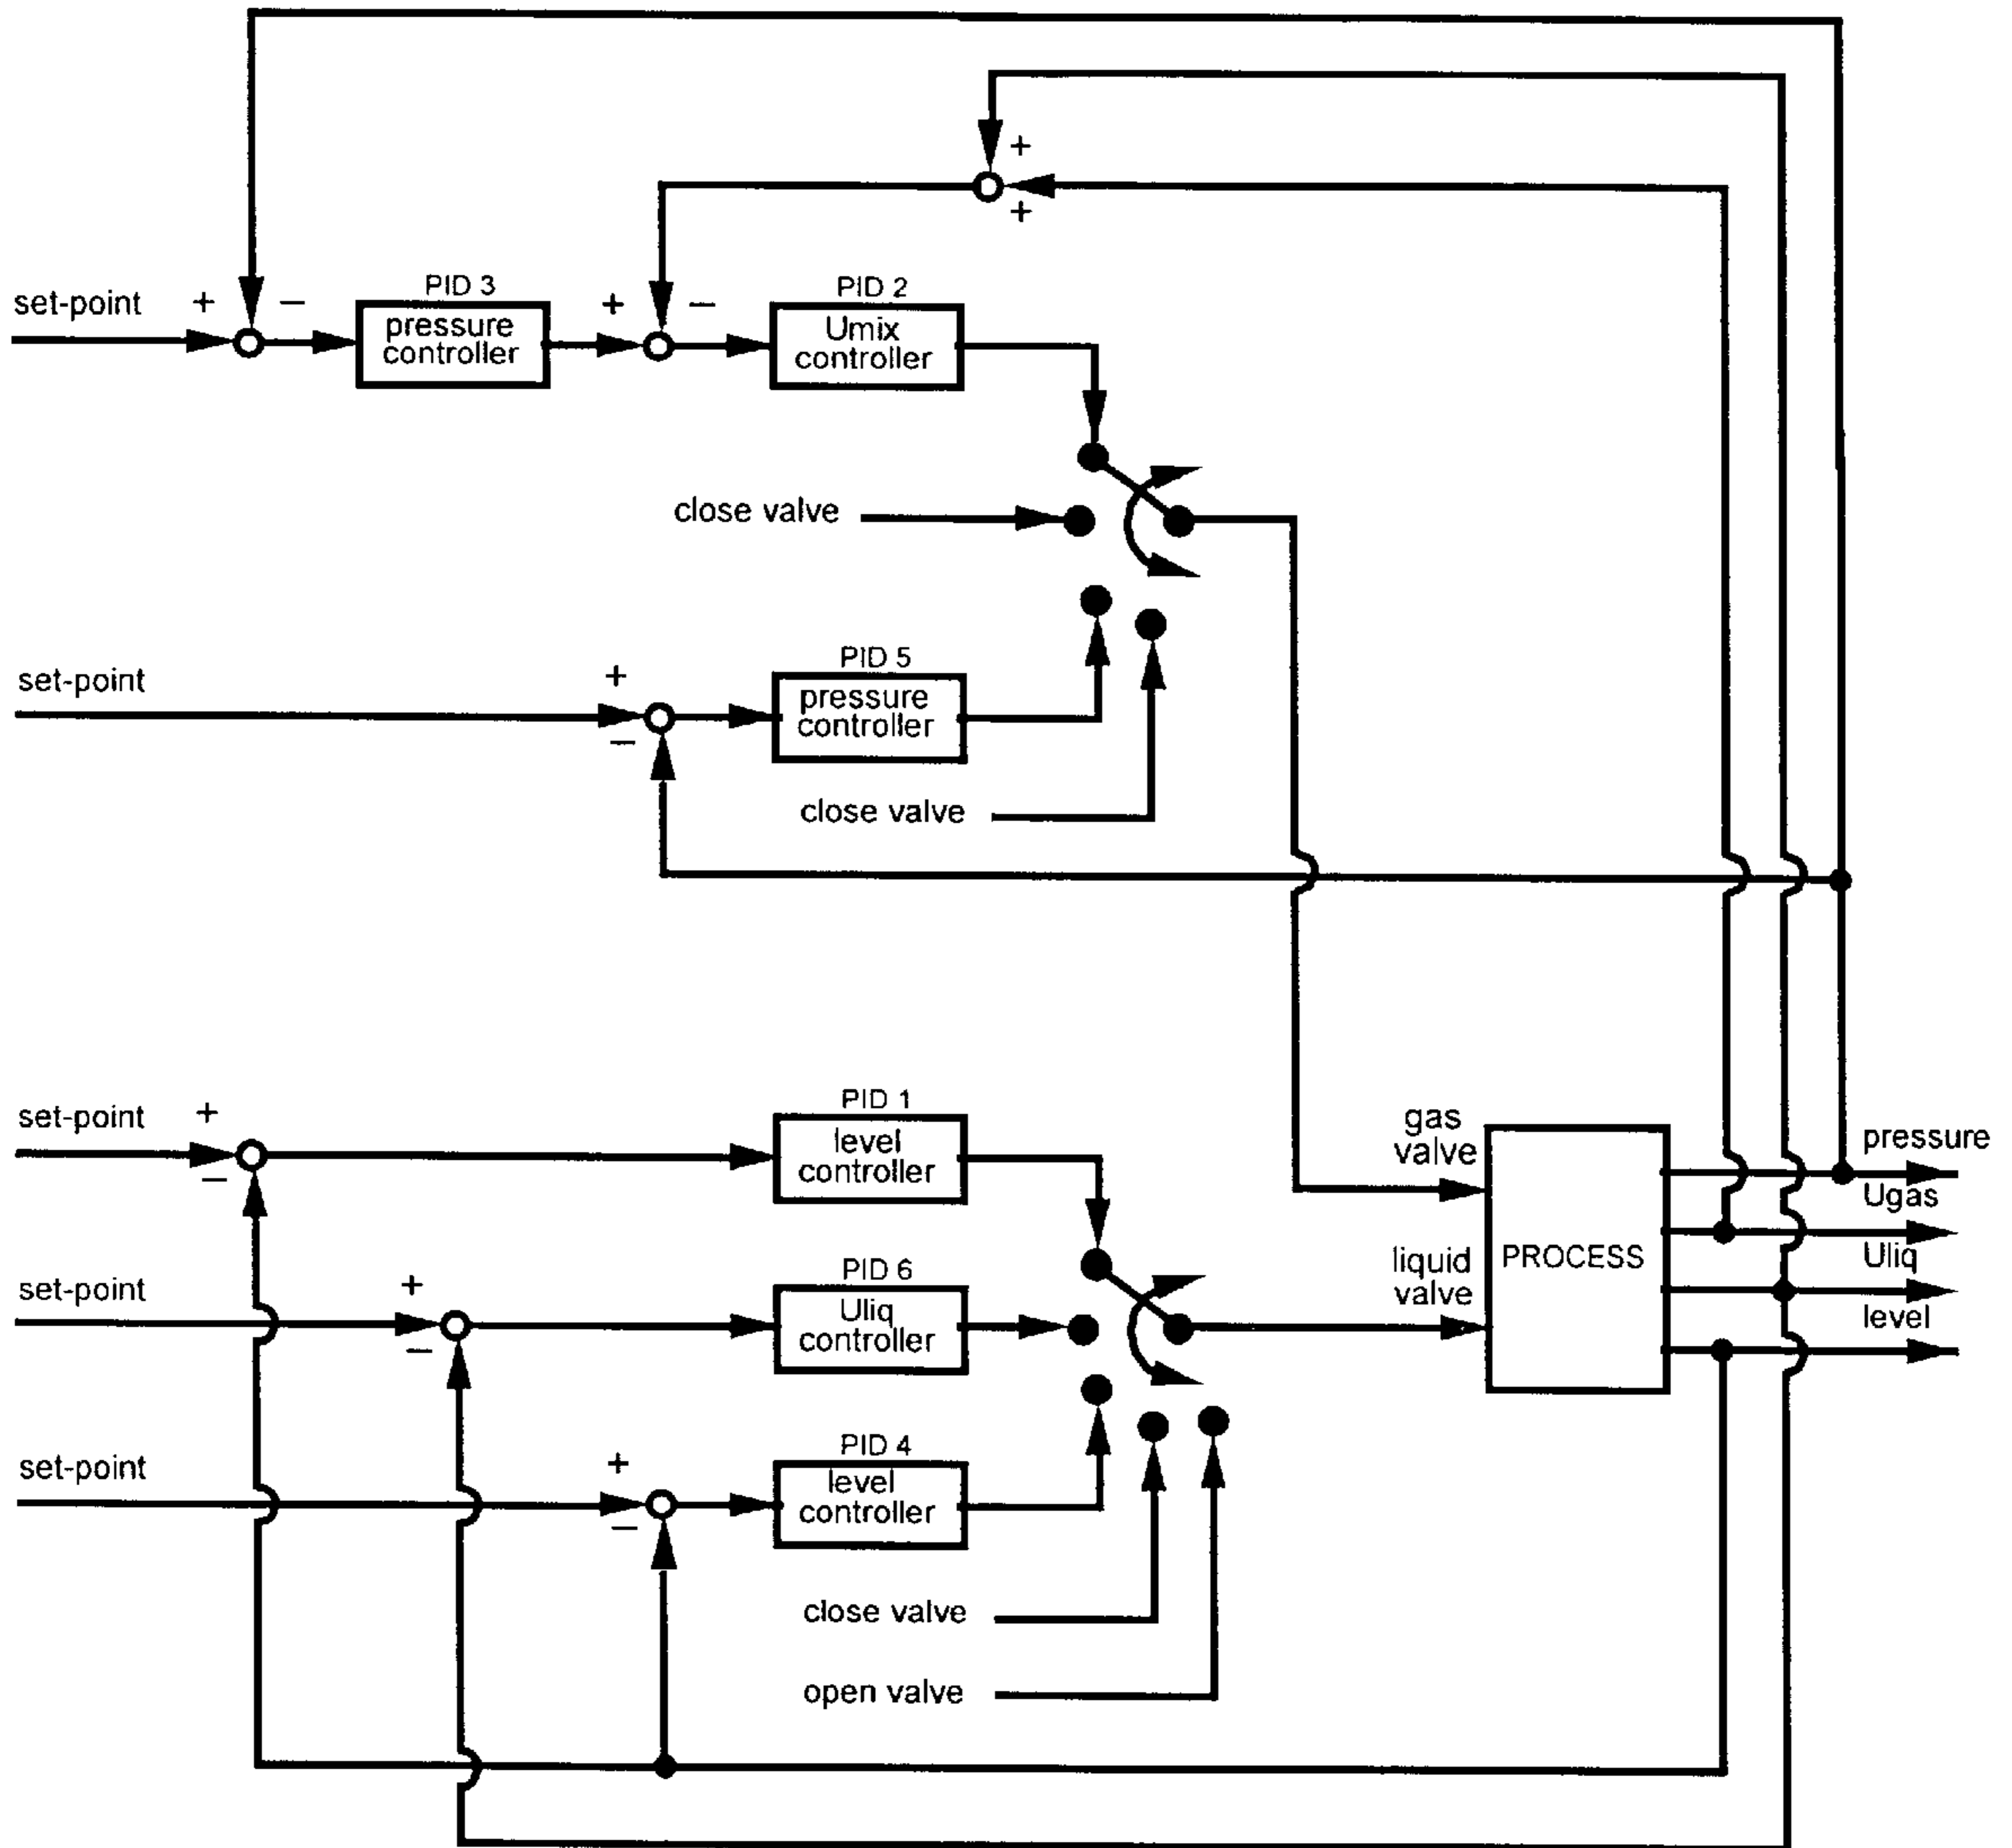 +
+
PID 3
PID 2
set-point + −
pressure
controller
+ −
Umix
controller
close valve
PID 5
set-point +
−
pressure
controller
close valve
PID 1
set-point +
−
level
controller
gas
valve
pressure
Ugas
PID 6
set-point +
−
Uliq
controller
liquid
valve
PROCESS
Uliq
level
PID 4
set-point +
−
level
controller
close valve
open valve